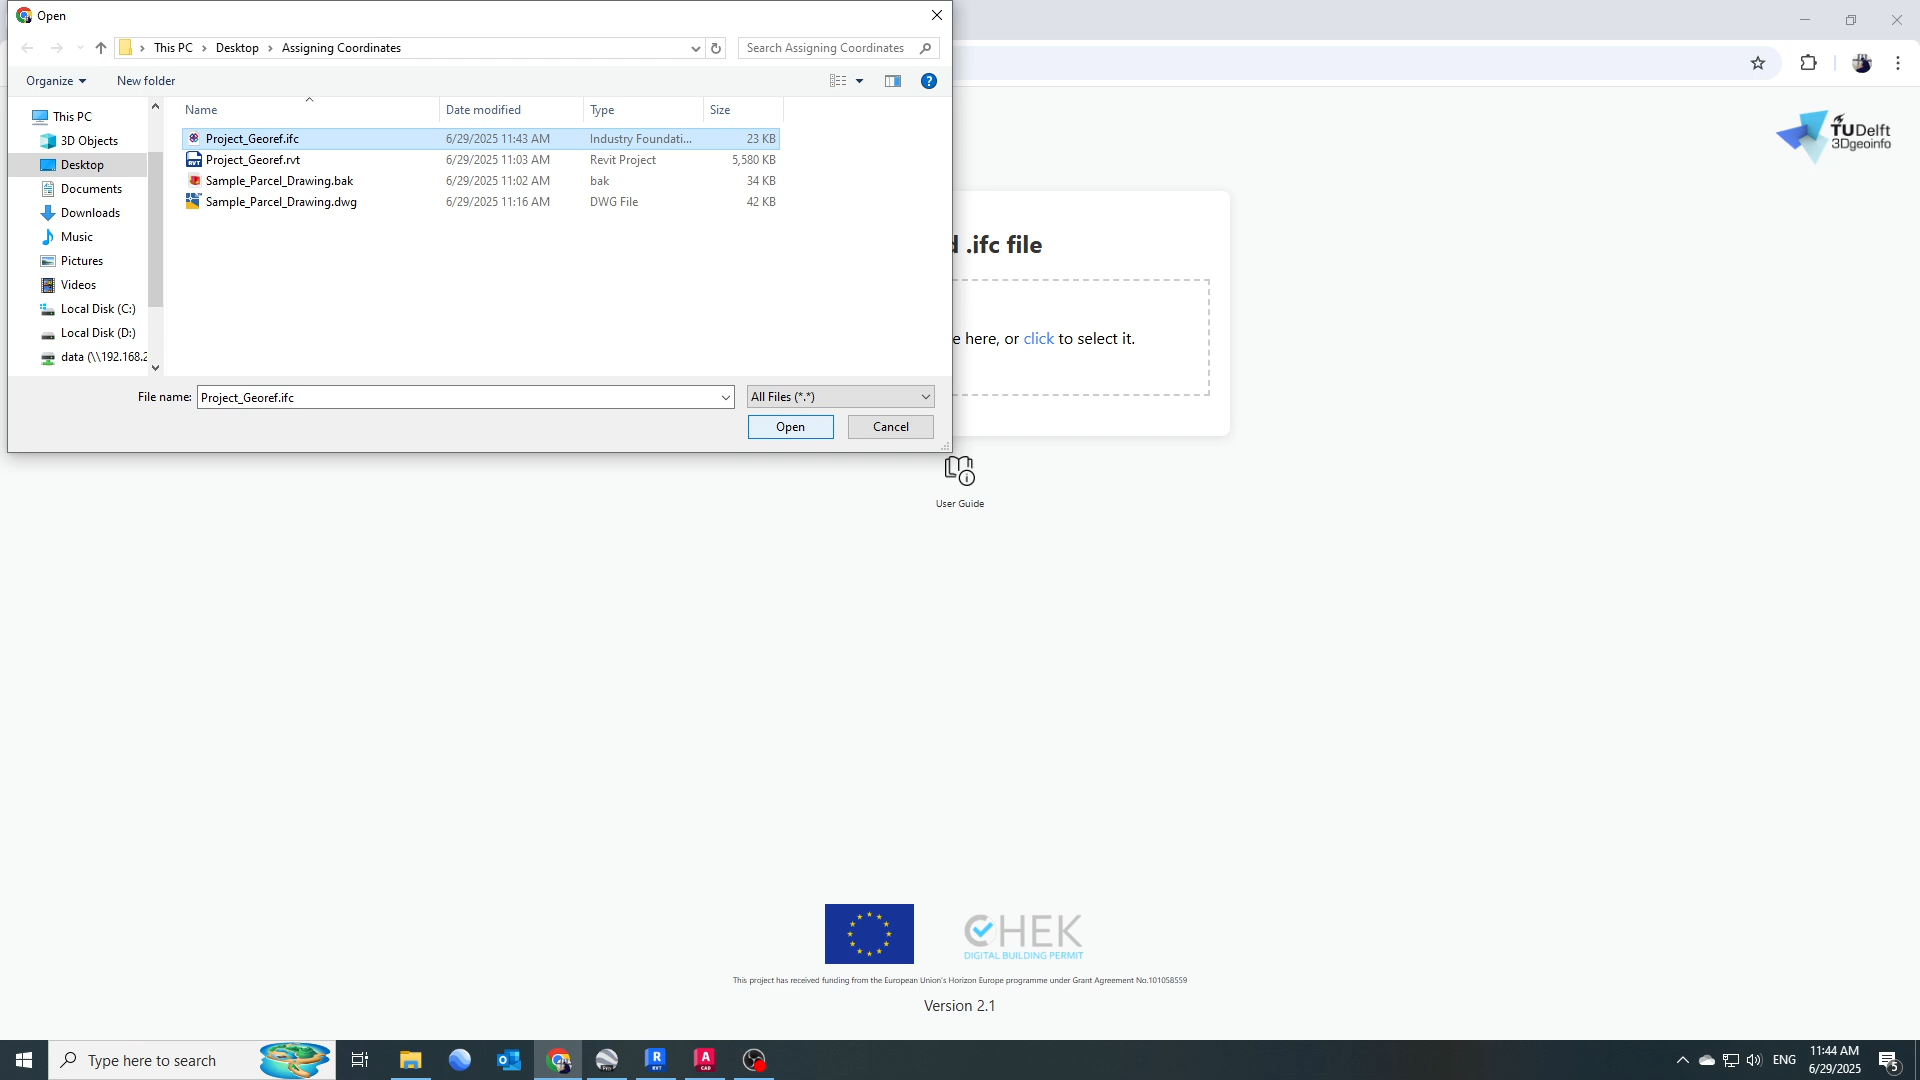 Open
This PC
Desktop
Assigning Coordinates
Search Assigning Coordinates
Organize
New folder
Name
Date modified
Type
Size
This PC
3D Objects
Desktop
Documents
Downloads
Music
Pictures
Videos
Local Disk (C:)
Local Disk (D:)
data (\\192.168.2
Project_Georef.ifc 6/29/2025 11:43 AM Industry Foundati... 23 KB
Project_Georef.rvt 6/29/2025 11:03 AM Revit Project 5,580 KB
Sample_Parcel_Drawing.bak 6/29/2025 11:02 AM bak 34 KB
Sample_Parcel_Drawing.dwg 6/29/2025 11:16 AM DWG File 42 KB
File name: Project_Georef.ifc
All Files (*.*)
Open
Cancel
TUDelft
3Dgeoinfo
d .ifc file
e here, or click to select it.
User Guide
CHEK
DIGITAL BUILDING PERMIT
This project has received funding from the European Union's Horizon Europe programme under Grant Agreement No.101058559
Version 2.1
Type here to search
ENG
11:44 AM
6/29/2025
5